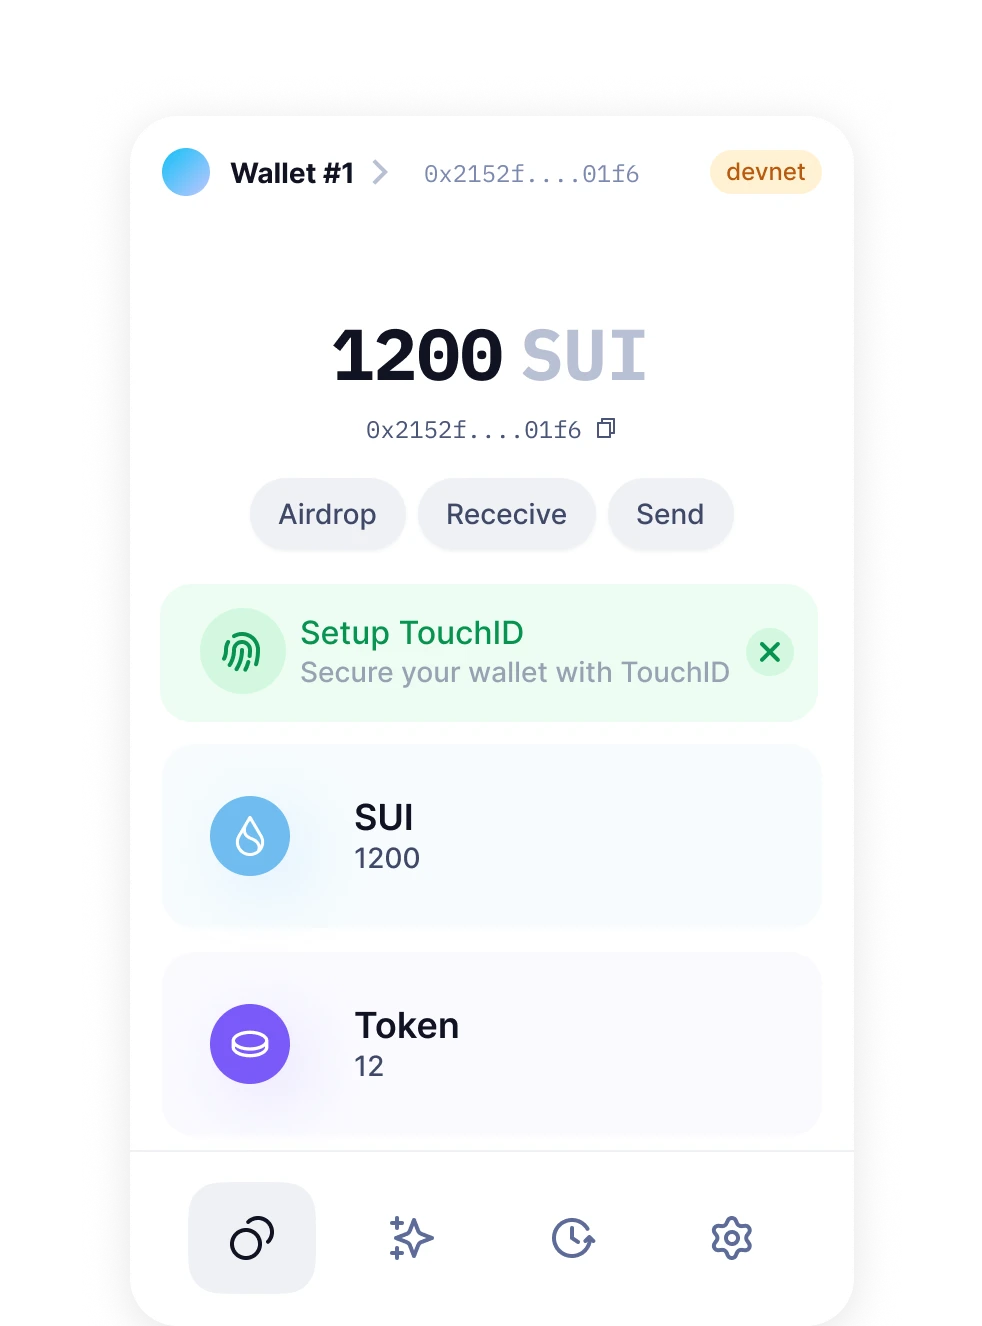 Wallet #1 0x2152f....01f6 devnet
1200 SUI
0x2152f....01f6
Airdrop Rececive Send
Setup TouchID
Secure your wallet with TouchID
SUI
1200
Token
12